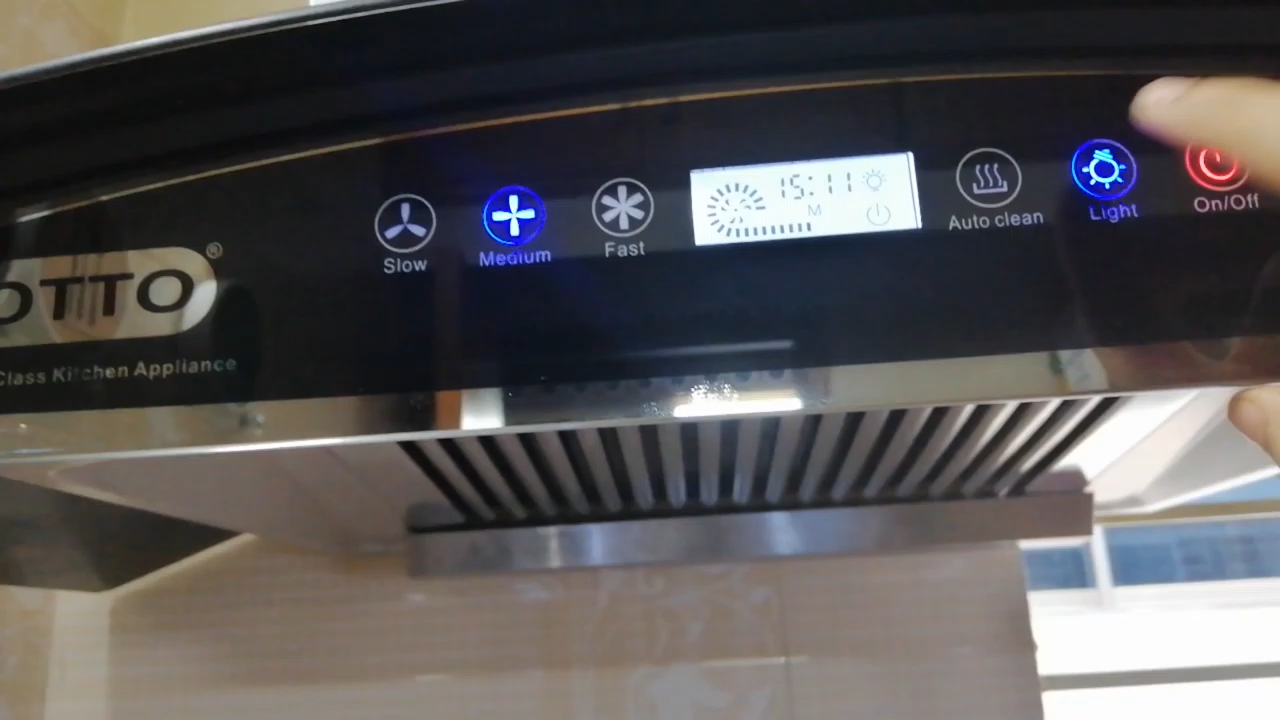 OTTO®
Class Kitchen Appliance
Slow
Medium
Fast
15:11
M
Auto clean
Light
On/Off